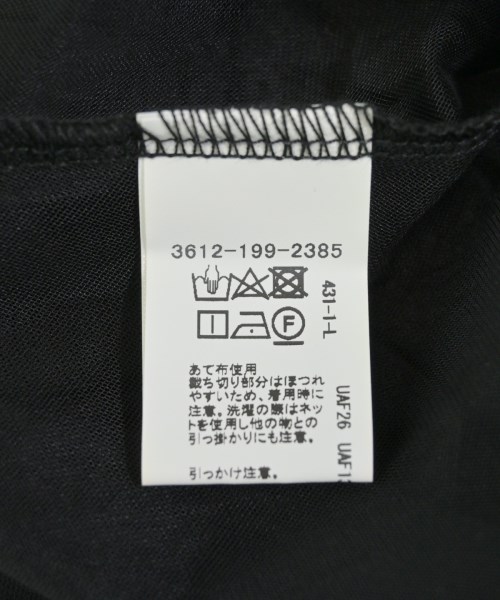 3612-199-2385
431-1-L
F
あて布使用
裁ち切り部分はほつれ
やすいため、着用時に
注意。洗濯の際はネッ
トを使用し他の物との
引っ掛かりにも注意。
引っかけ注意。
UAF26 UAF1